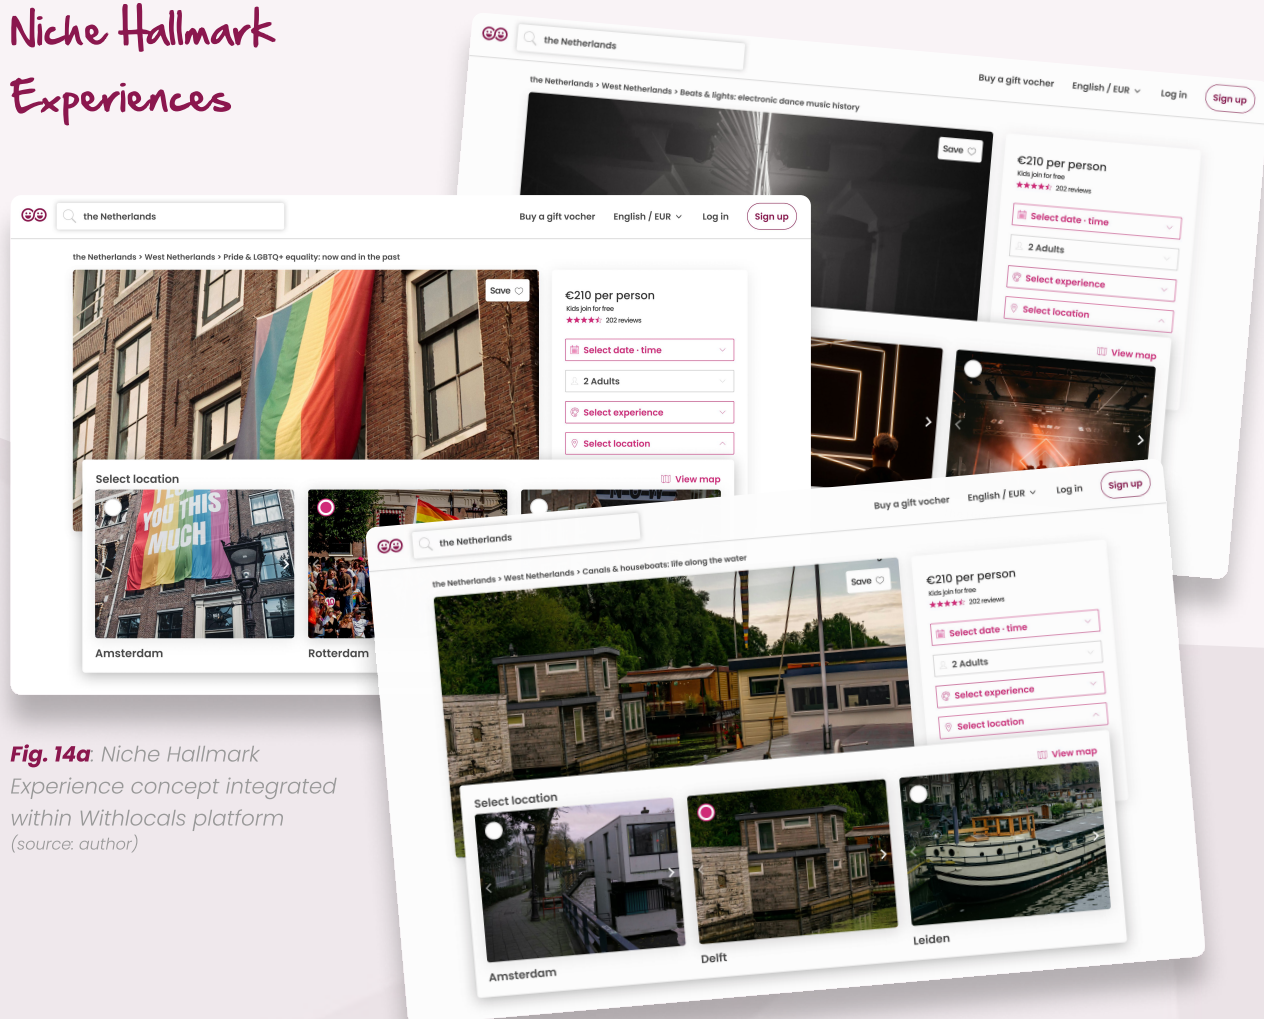 Niche Hallmark
Experiences
the Netherlands
Buy a gift vocher
English / EUR
Log in
Sign up
the Netherlands > West Netherlands > Beats & lights: electronic dance music history
Save
€210 per person
Kids join for free
202 reviews
Select date · time
2 Adults
Select experience
Select location
View map
the Netherlands
Buy a gift vocher
English / EUR
Log in
Sign up
the Netherlands > West Netherlands > Pride & LGBTQ+ equality: now and in the past
Save
€210 per person
Kids join for free
202 reviews
Select date · time
2 Adults
Select experience
Select location
Select location
View map
YOU THIS
MUCH
Amsterdam
Rotterdam
the Netherlands
Buy a gift vocher
English / EUR
Log in
Sign up
the Netherlands > West Netherlands > Canals & houseboats: life along the water
Save
€210 per person
Kids join for free
202 reviews
Select date · time
2 Adults
Select experience
Select location
Select location
View map
Amsterdam
Delft
Leiden
Fig. 14a: Niche Hallmark
Experience concept integrated
within Withlocals platform
(source: author)